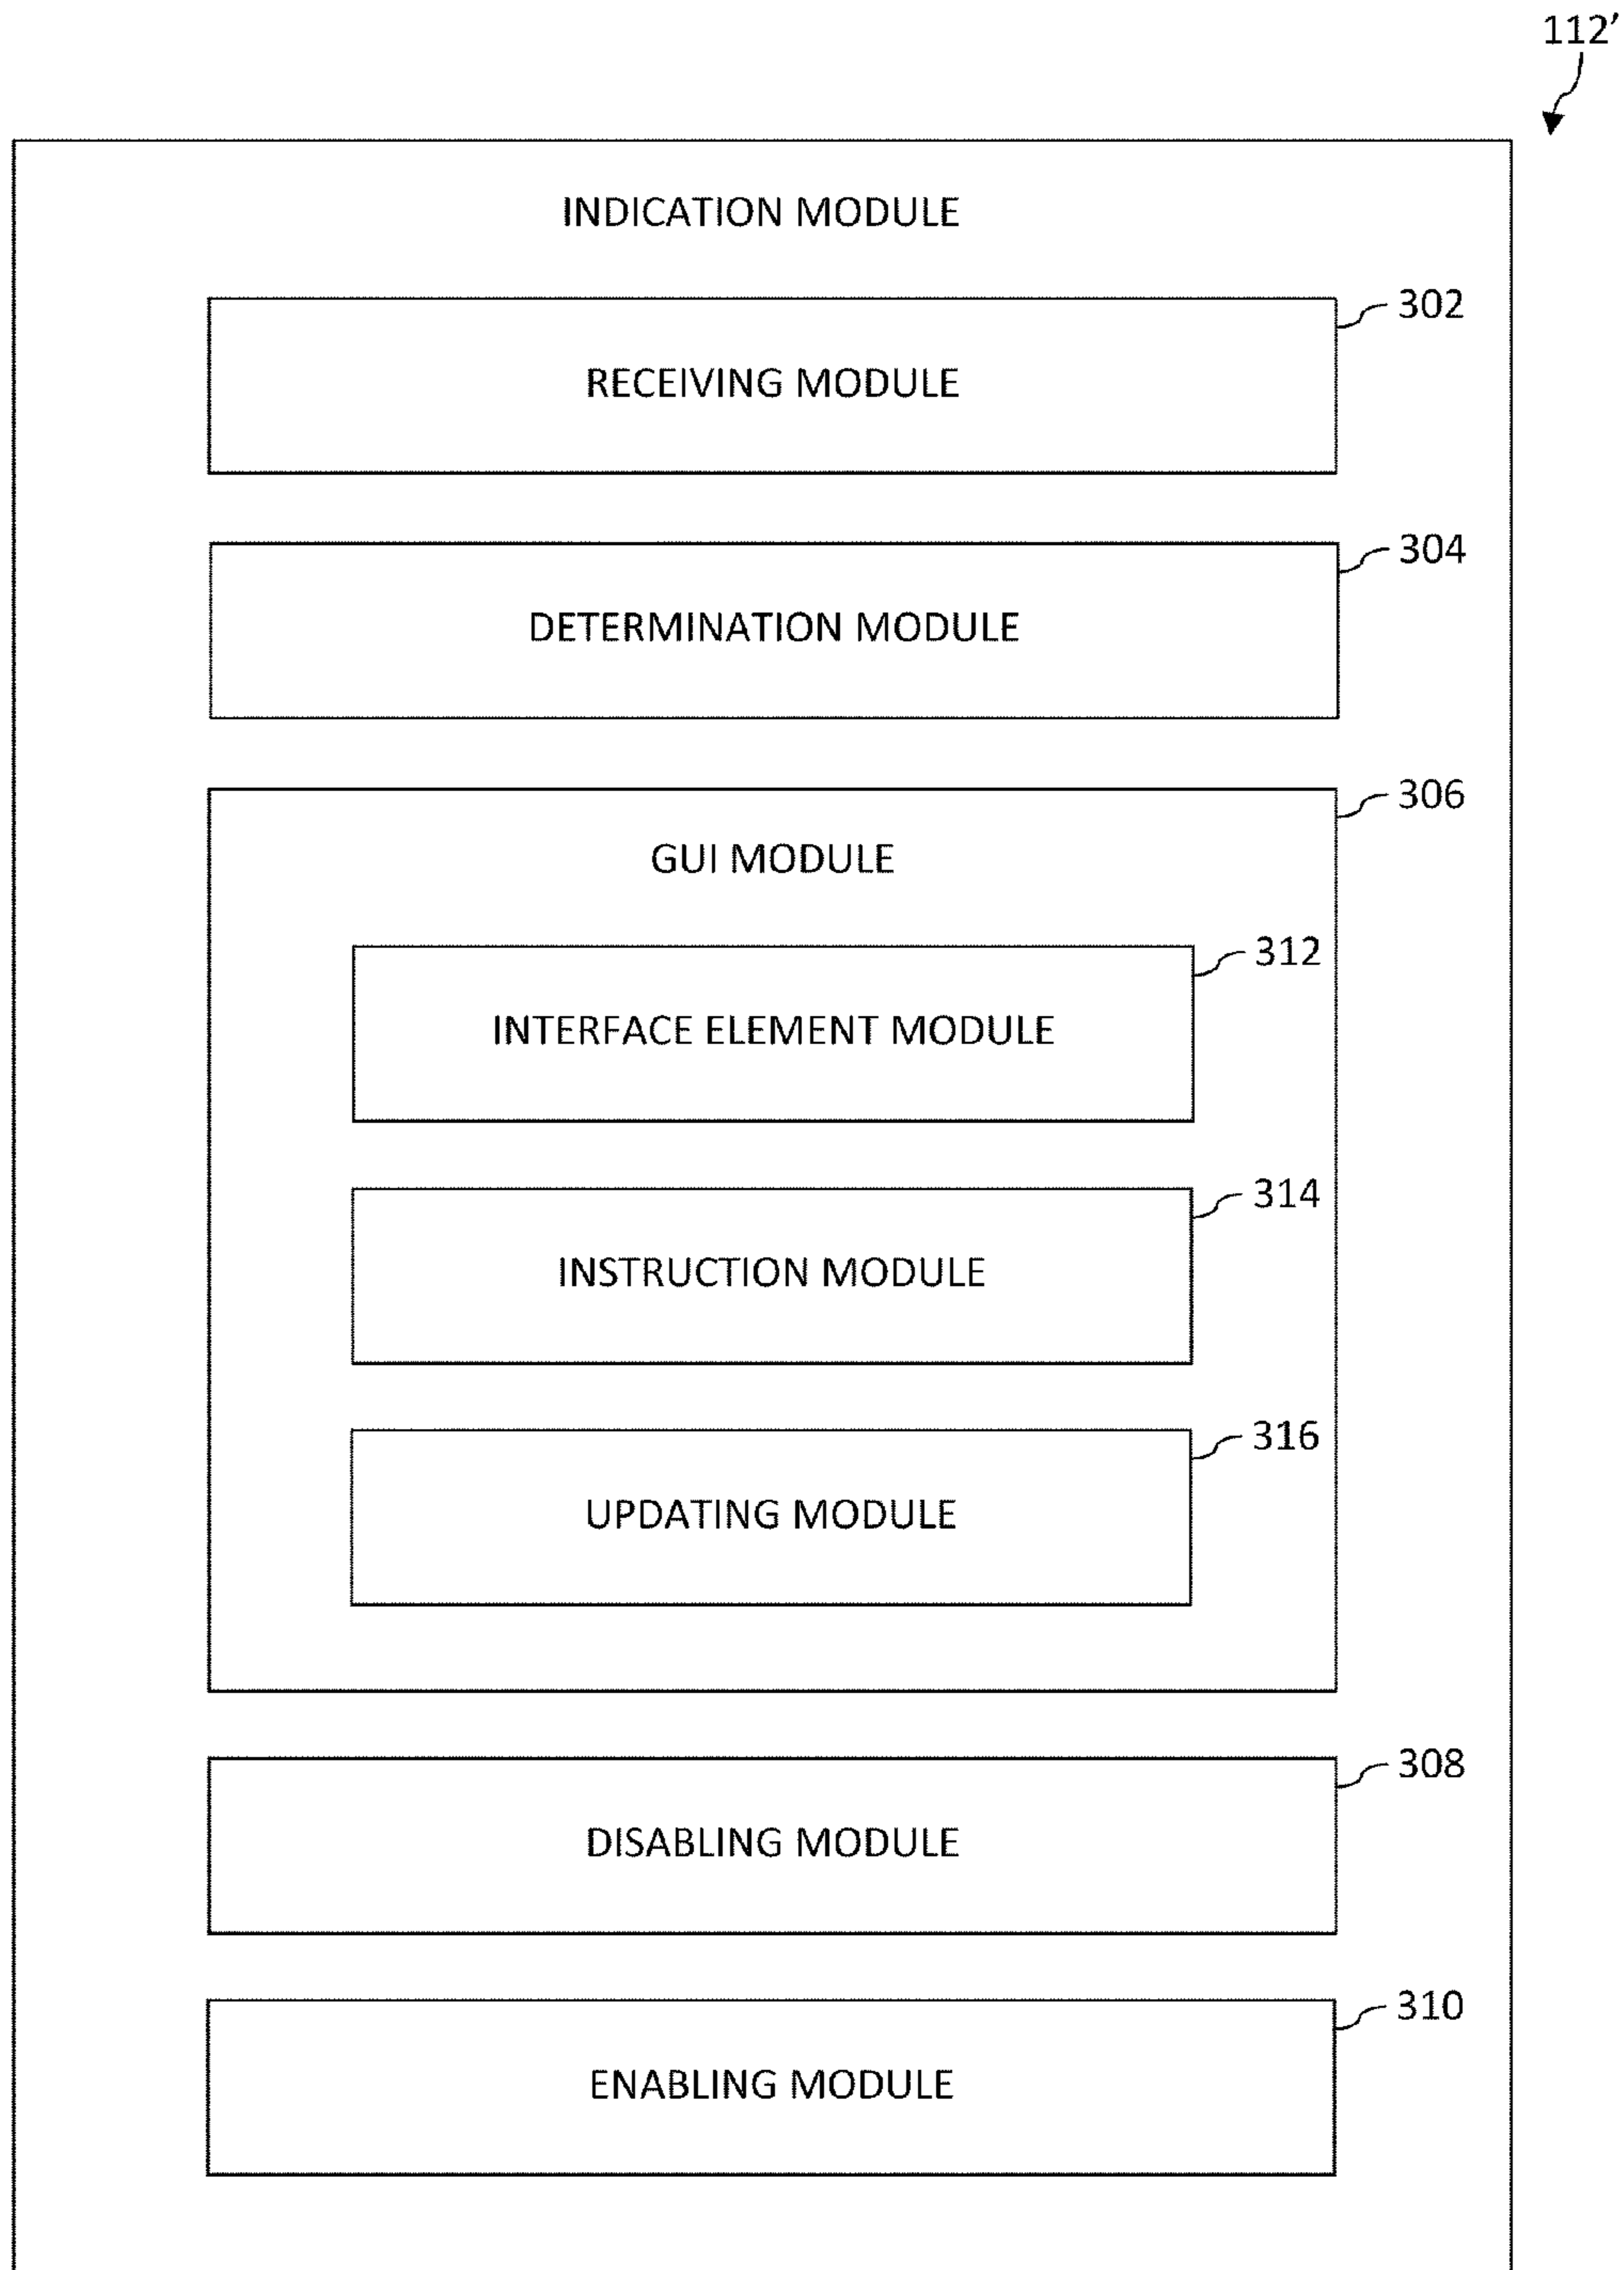 112’
INDICATION MODULE
302
RECEIVING MODULE
304
DETERMINATION MODULE
306
GUI MODULE
312
INTERFACE ELEMENT MODULE
314
INSTRUCTION MODULE
316
UPDATING MODULE
308
DISABLING MODULE
310
ENABLING MODULE